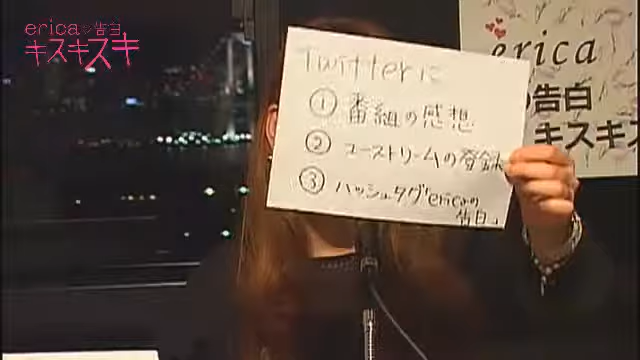 ericaの告白
キスキスキ
Twitterに
① 番組の感想
② ユーストリームの登録
③ ハッシュタグ「ericaの
告白」
erica
の告白
キスキス